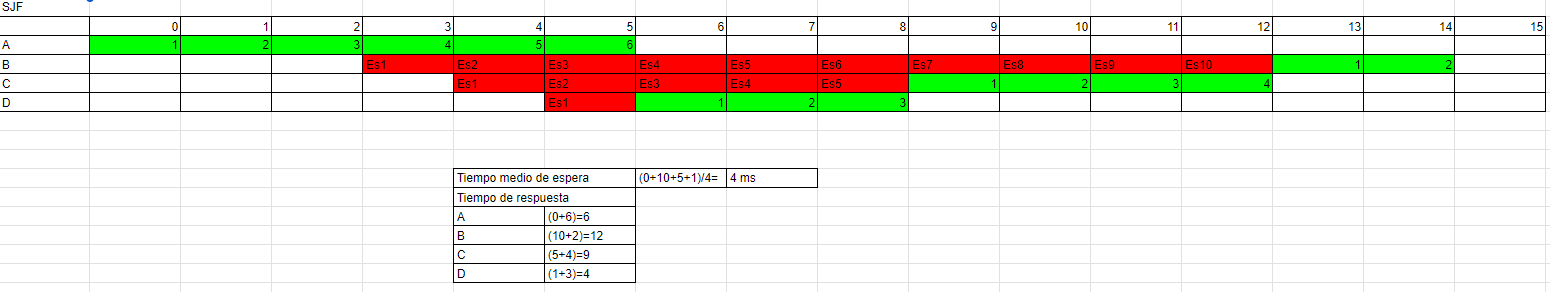 SJF
0 1 2 3 4 5 6 7 8 9 10 11 12 13 14 15
A 1 2 3 4 5 6
B Es1 Es2 Es3 Es4 Es5 Es6 Es7 Es8 Es9 Es10 1 2
C Es1 Es2 Es3 Es4 Es5 1 2 3 4
D Es1 1 2 3
Tiempo medio de espera (0+10+5+1)/4= 4 ms
Tiempo de respuesta
A (0+6)=6
B (10+2)=12
C (5+4)=9
D (1+3)=4